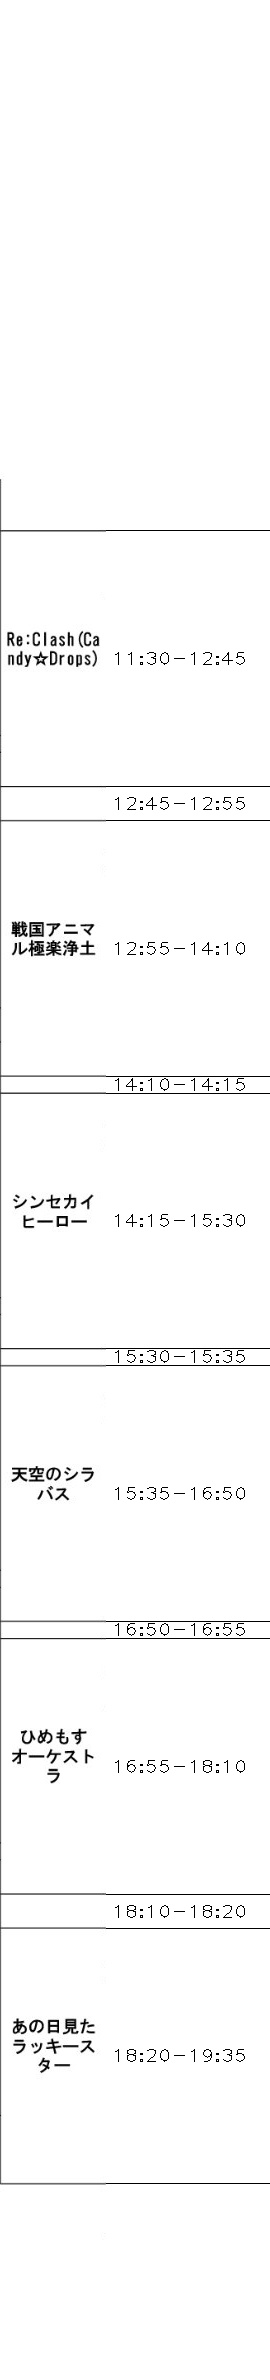 Re:Clash(Ca
ndy☆Drops)
11:30-12:45
12:45-12:55
戦国アニマ
ル極楽浄土
12:55-14:10
14:10-14:15
シンセカイ
ヒーロー
14:15-15:30
15:30-15:35
天空のシラ
バス
15:35-16:50
16:50-16:55
ひめもす
オーケスト
ラ
16:55-18:10
18:10-18:20
あの日見た
ラッキース
ター
18:20-19:35